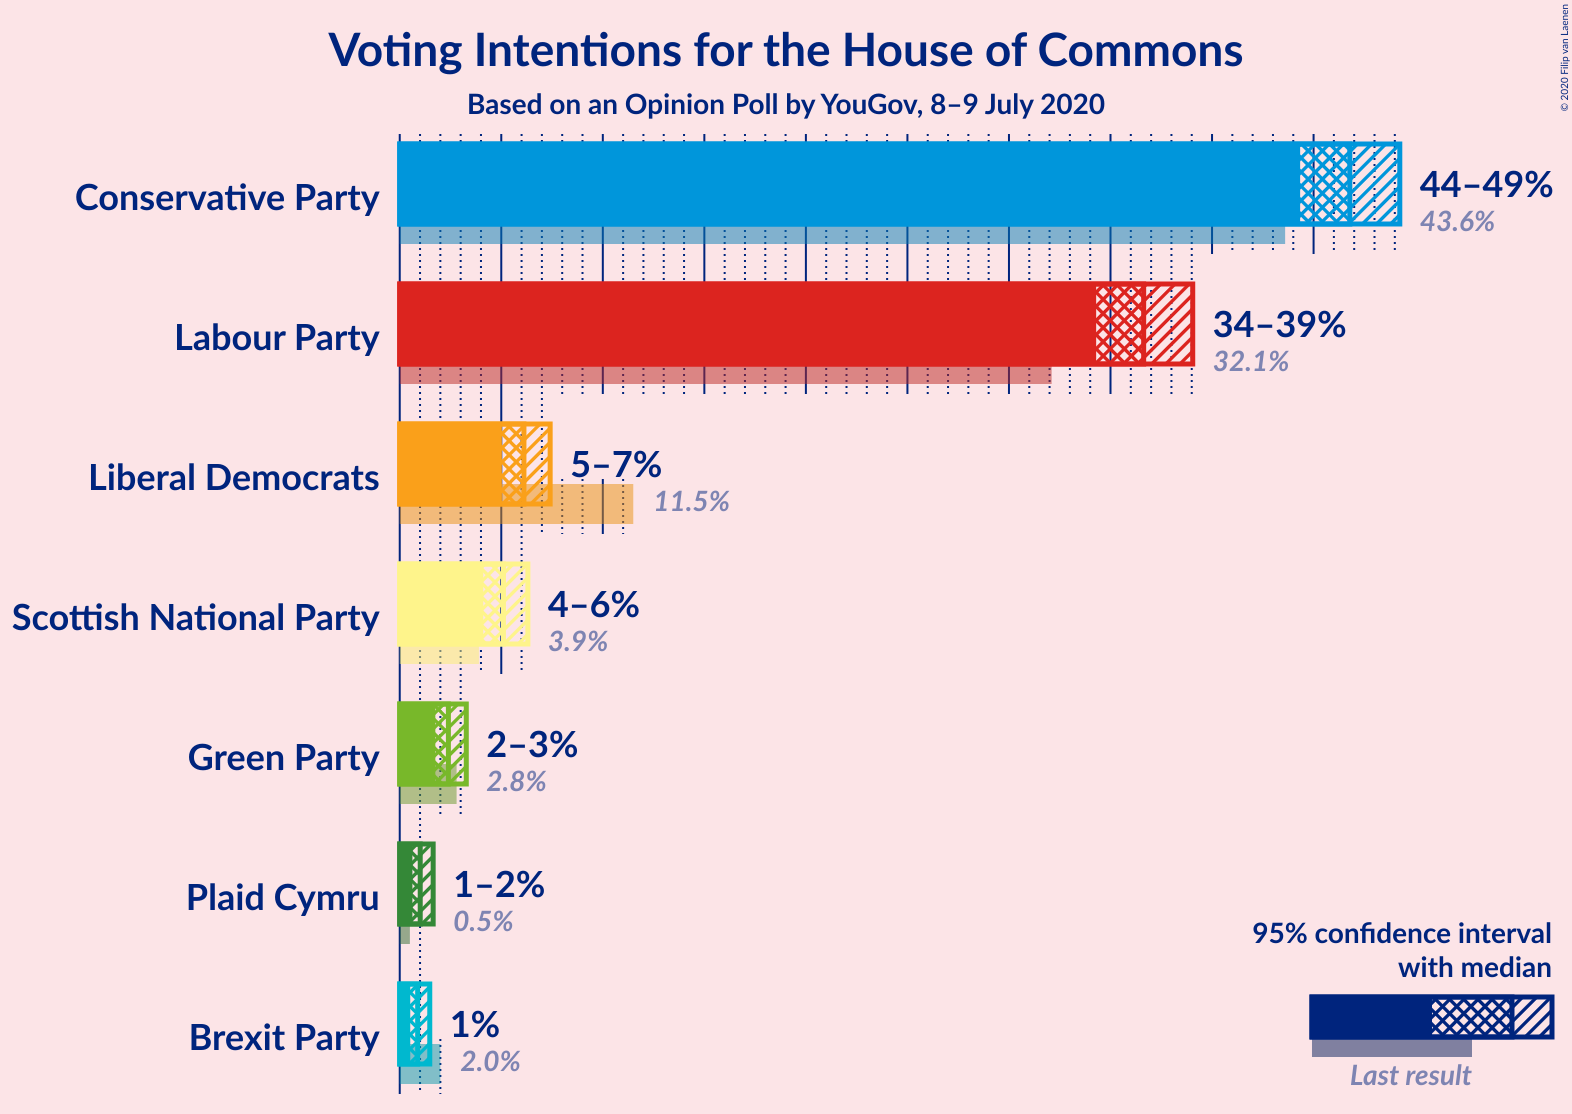 Voting Intentions for the House of Commons
Based on an Opinion Poll by YouGov, 8–9 July 2020
© 2020 Filip van Laenen
Conservative Party
44–49%
43.6%
Labour Party
34–39%
32.1%
Liberal Democrats
5–7%
11.5%
Scottish National Party
4–6%
3.9%
Green Party
2–3%
2.8%
Plaid Cymru
1–2%
0.5%
Brexit Party
1%
2.0%
95% confidence interval
with median
Last result